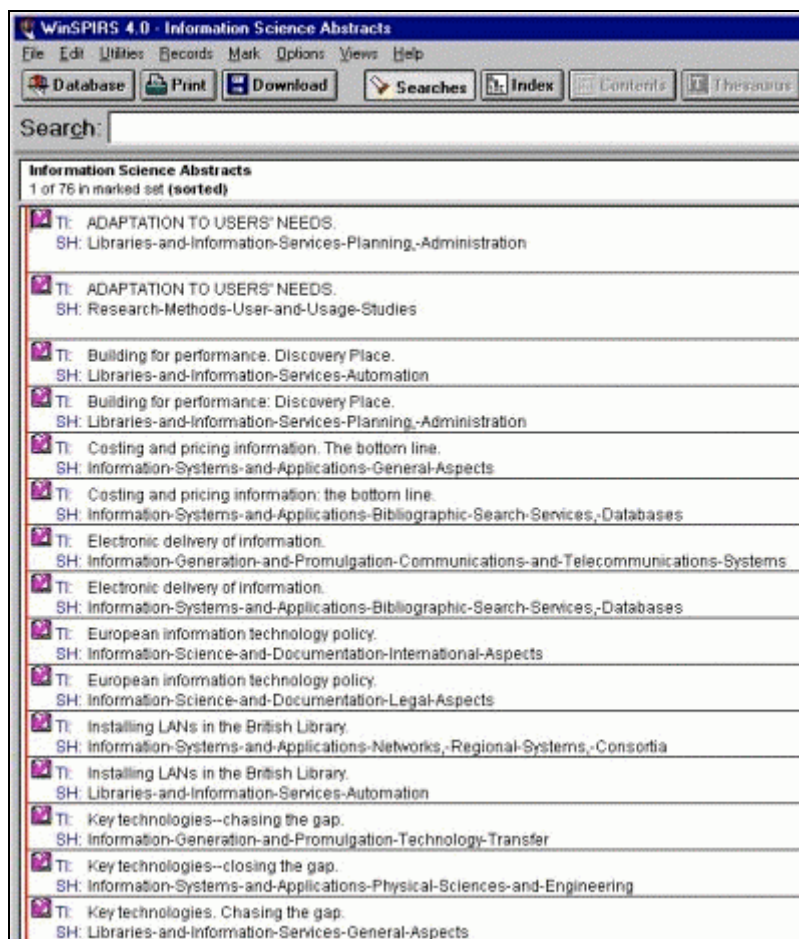 WinSPIRS 4.0 - Information Science Abstracts
File Edit Utilities Records Mark Options Views Help
Database Print Download Searches Index Contents Thesaurus
Search:
Information Science Abstracts
1 of 76 in marked set (sorted)
TI: ADAPTATION TO USERS' NEEDS.
SH: Libraries-and-Information-Services-Planning,-Administration
TI: ADAPTATION TO USERS' NEEDS.
SH: Research-Methods-User-and-Usage-Studies
TI: Building for performance. Discovery Place.
SH: Libraries-and-Information-Services-Automation
TI: Building for performance: Discovery Place.
SH: Libraries-and-Information-Services-Planning,-Administration
TI: Costing and pricing information. The bottom line.
SH: Information-Systems-and-Applications-General-Aspects
TI: Costing and pricing information: the bottom line.
SH: Information-Systems-and-Applications-Bibliographic-Search-Services,-Databases
TI: Electronic delivery of information.
SH: Information-Generation-and-Promulgation-Communications-and-Telecommunications-Systems
TI: Electronic delivery of information.
SH: Information-Systems-and-Applications-Bibliographic-Search-Services,-Databases
TI: European information technology policy.
SH: Information-Science-and-Documentation-International-Aspects
TI: European information technology policy.
SH: Information-Science-and-Documentation-Legal-Aspects
TI: Installing LANs in the British Library.
SH: Information-Systems-and-Applications-Networks,-Regional-Systems,-Consortia
TI: Installing LANs in the British Library.
SH: Libraries-and-Information-Services-Automation
TI: Key technologies--chasing the gap.
SH: Information-Generation-and-Promulgation-Technology-Transfer
TI: Key technologies--closing the gap.
SH: Information-Systems-and-Applications-Physical-Sciences-and-Engineering
TI: Key technologies. Chasing the gap.
SH: Libraries-and-Information-Services-General-Aspects